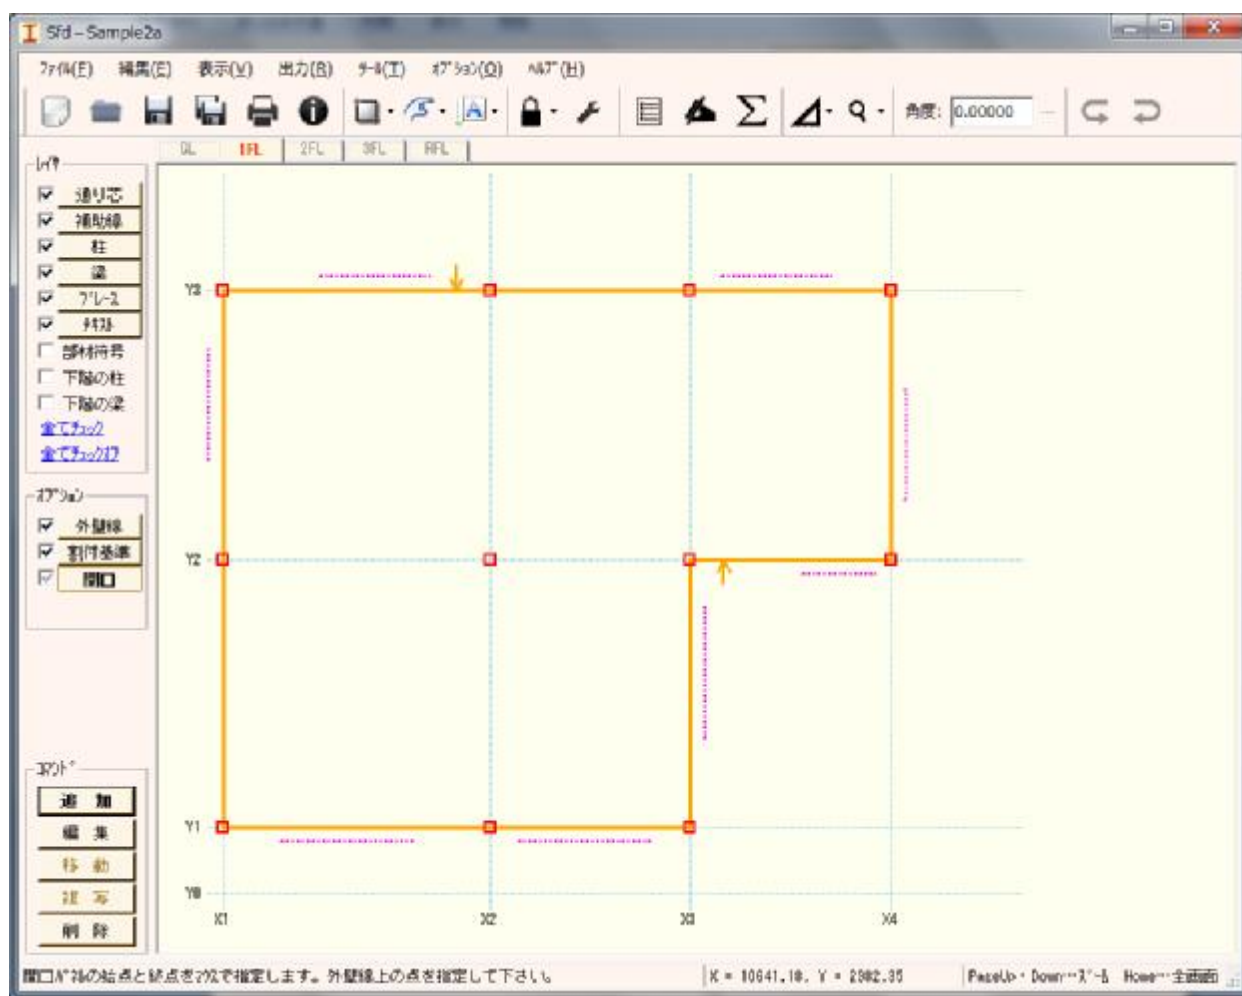 Sfd - Sample2a
ﾌｧｲﾙ(F) 編集(E) 表示(V) 出力(R) ﾂｰﾙ(T) ｵﾌﾟｼｮﾝ(O) ﾍﾙﾌﾟ(H)
角度: 0.00000
GL 1FL 2FL 3FL RFL
ﾚｲﾔ
通り芯
補助線
柱
梁
ﾌﾞﾚｰｽ
ﾃｷｽﾄ
部材符号
下階の柱
下階の梁
全てﾁｪｯｸ
全てﾁｪｯｸｵﾌ
ｵﾌﾟｼｮﾝ
外壁線
割付基準
開口
ｺﾏﾝﾄﾞ
追 加
編 集
移 動
複 写
削 除
Y3
Y2
Y1
Y0
X1 X2 X3 X4
開口ﾊﾟﾈﾙの始点と終点をﾏｳｽで指定します。外壁線上の点を指定して下さい。 X = 10641.18, Y = 2982.35 PageUp・Down…ｽﾞｰﾑ Home…全画面